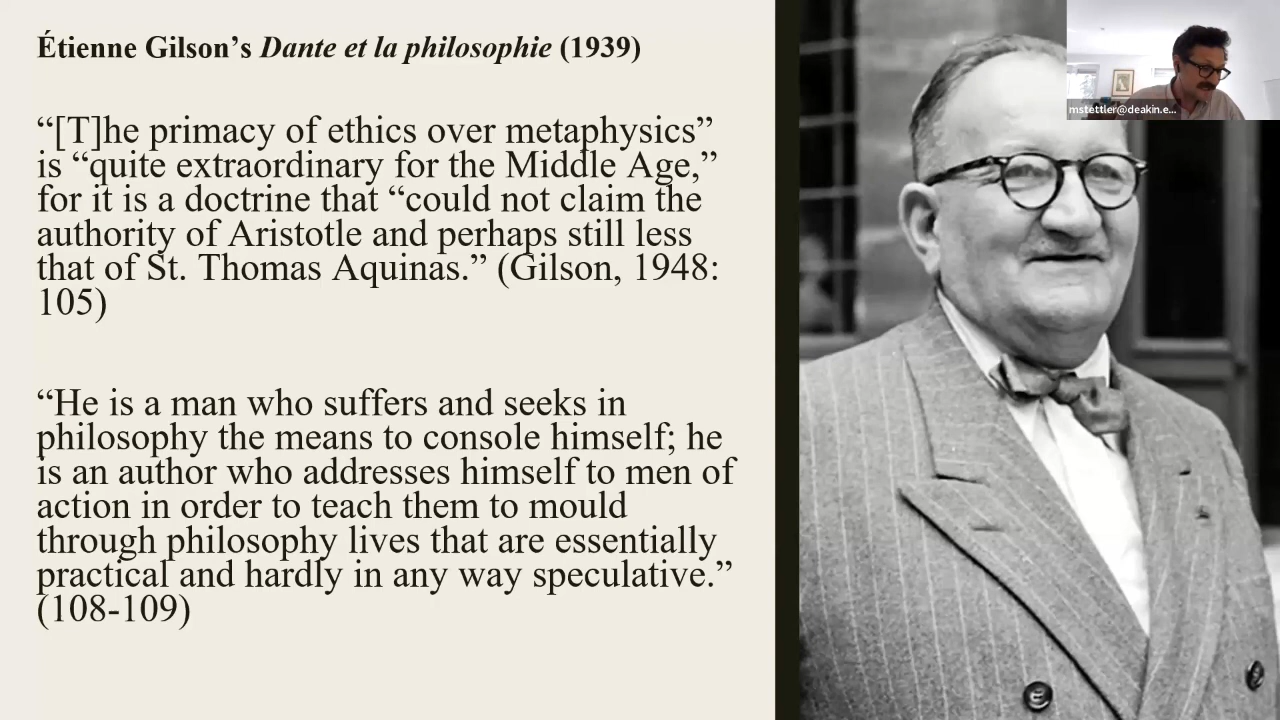 Étienne Gilson’s Dante et la philosophie (1939)
“[T]he primacy of ethics over metaphysics”
is “quite extraordinary for the Middle Age,”
for it is a doctrine that “could not claim the
authority of Aristotle and perhaps still less
that of St. Thomas Aquinas.” (Gilson, 1948:
105)
“He is a man who suffers and seeks in
philosophy the means to console himself; he
is an author who addresses himself to men of
action in order to teach them to mould
through philosophy lives that are essentially
practical and hardly in any way speculative.”
(108-109)
mstettler@deakin.e...